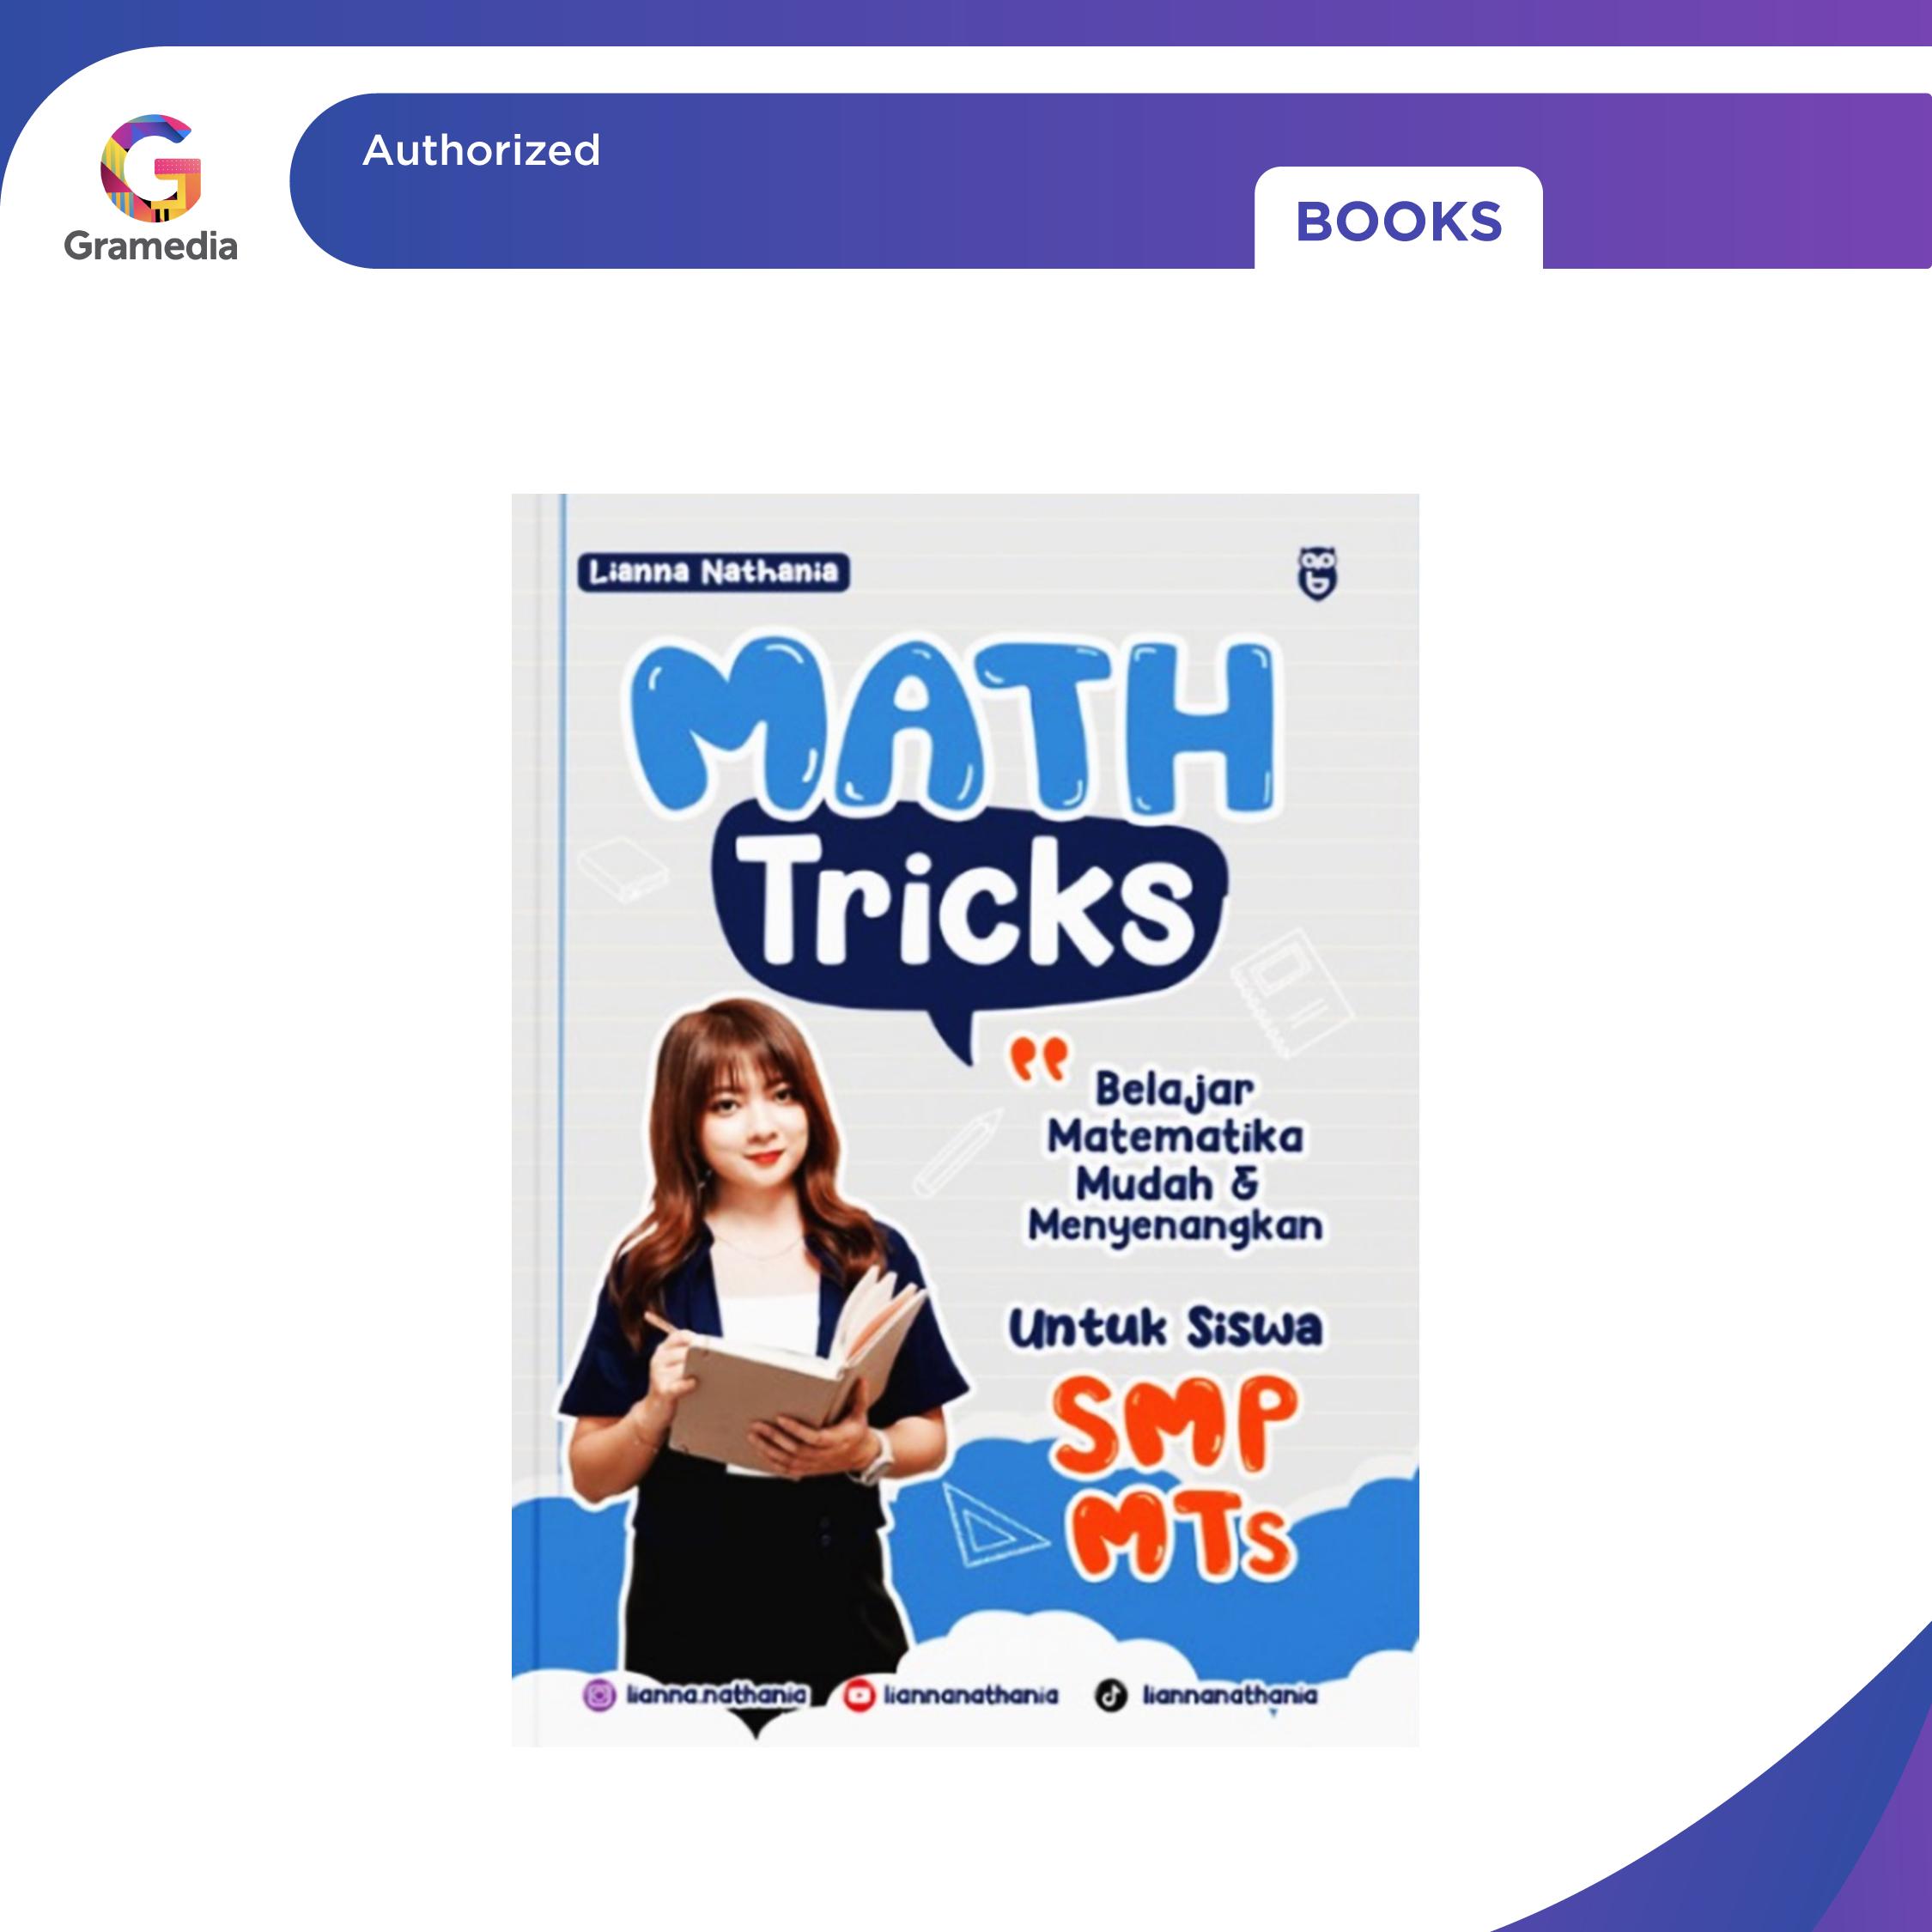 Gramedia
Authorized
BOOKS
Lianna Nathania
MATH
Tricks
Belajar
Matematika
Mudah &
Menyenangkan
Untuk Siswa
SMP
MTs
lianna.nathania liannanathania liannanathania